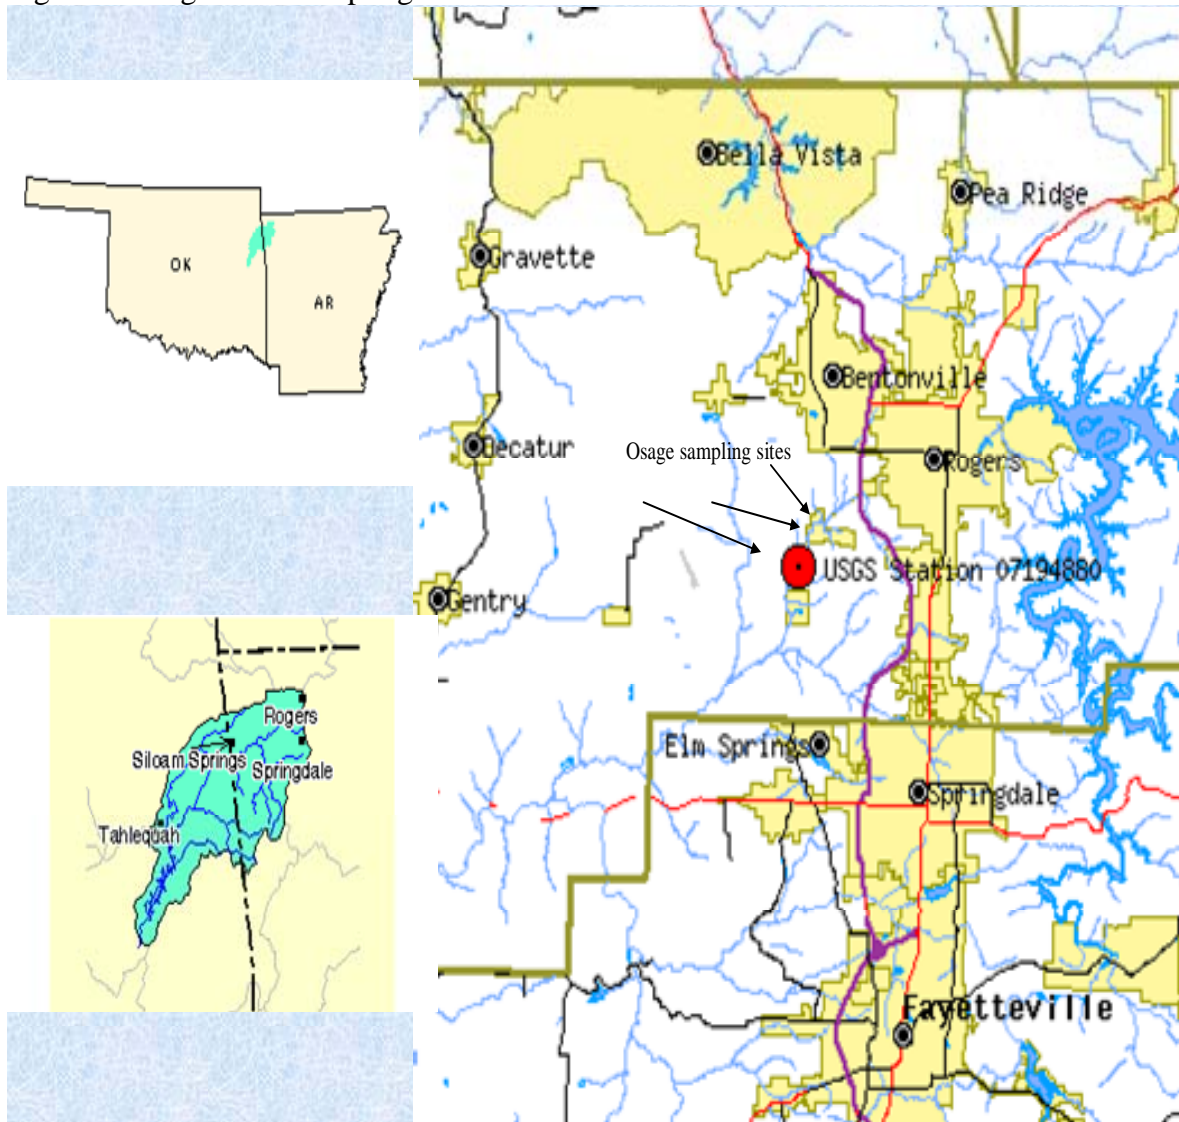 Bella Vista
Pea Ridge
Gravette
OK
AR
Bentonville
Decatur
Osage sampling sites
Rogers
USGS Station 07194880
Gentry
Rogers
Siloam Springs
Springdale
Tahlequah
Elm Springs
Springdale
Fayetteville